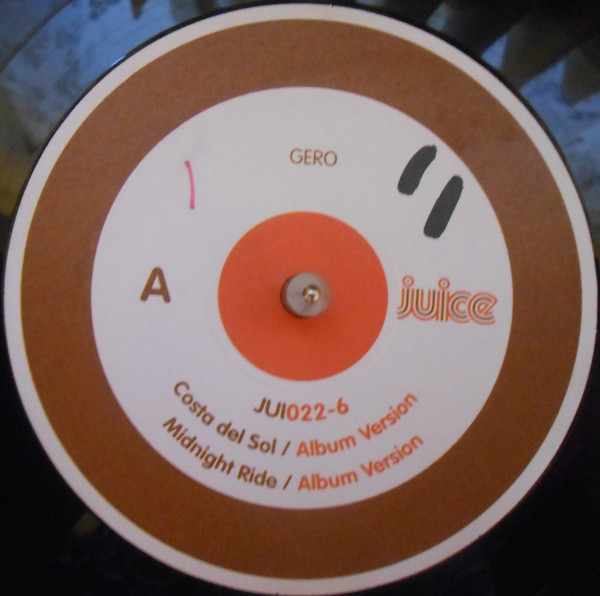 GERO
A
juice
JUI022-6
Costa del Sol / Album Version
Midnight Ride / Album Version